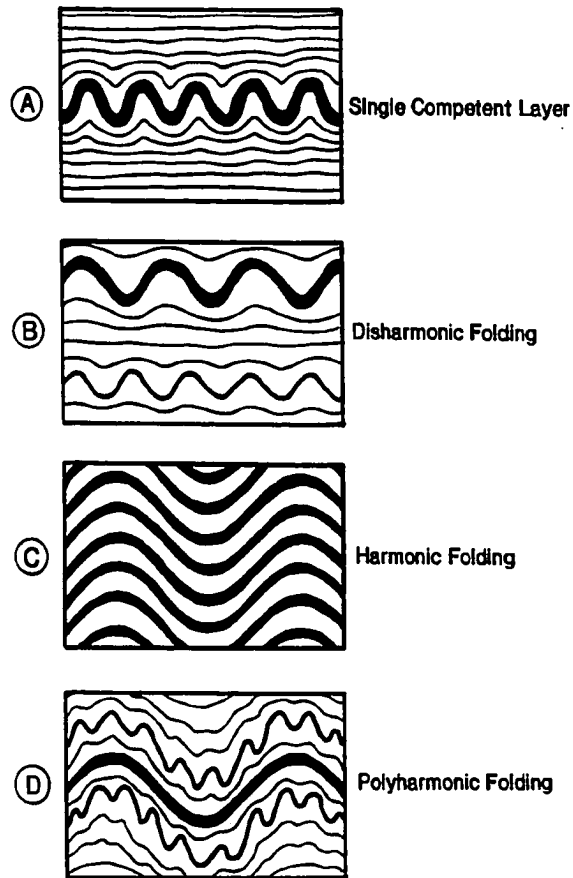 A
Single Competent Layer
B
Disharmonic Folding
C
Harmonic Folding
D
Polyharmonic Folding